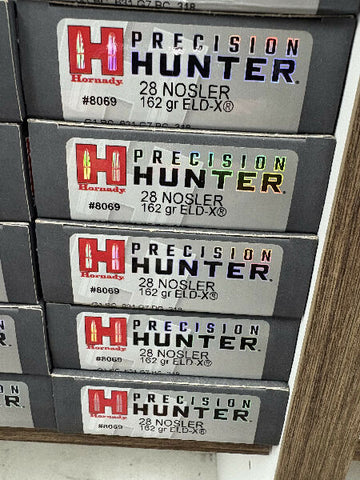 PRECISION
HUNTER
Hornady
28 NOSLER
#8069
162 gr ELD-X®
PRECISION
HUNTER
Hornady
28 NOSLER
#8069
162 gr ELD-X®
PRECISION
HUNTER
Hornady
28 NOSLER
#8069
162 gr ELD-X®
PRECISION
HUNTER
Hornady
28 NOSLER
#8069
162 gr ELD-X®
PRECISION
HUNTER
Hornady
28 NOSLER
#8069
162 gr ELD-X®